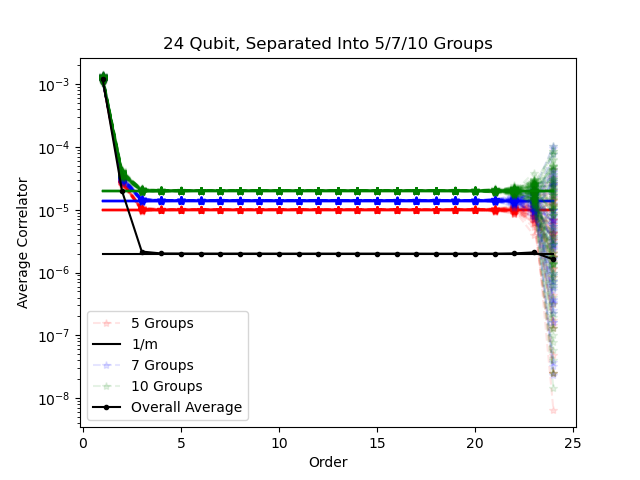 24 Qubit, Separated Into 5/7/10 Groups
Average Correlator
10⁻³
10⁻⁴
10⁻⁵
10⁻⁶
10⁻⁷
10⁻⁸
5 Groups
1/m
7 Groups
10 Groups
Overall Average
0 5 10 15 20 25
Order